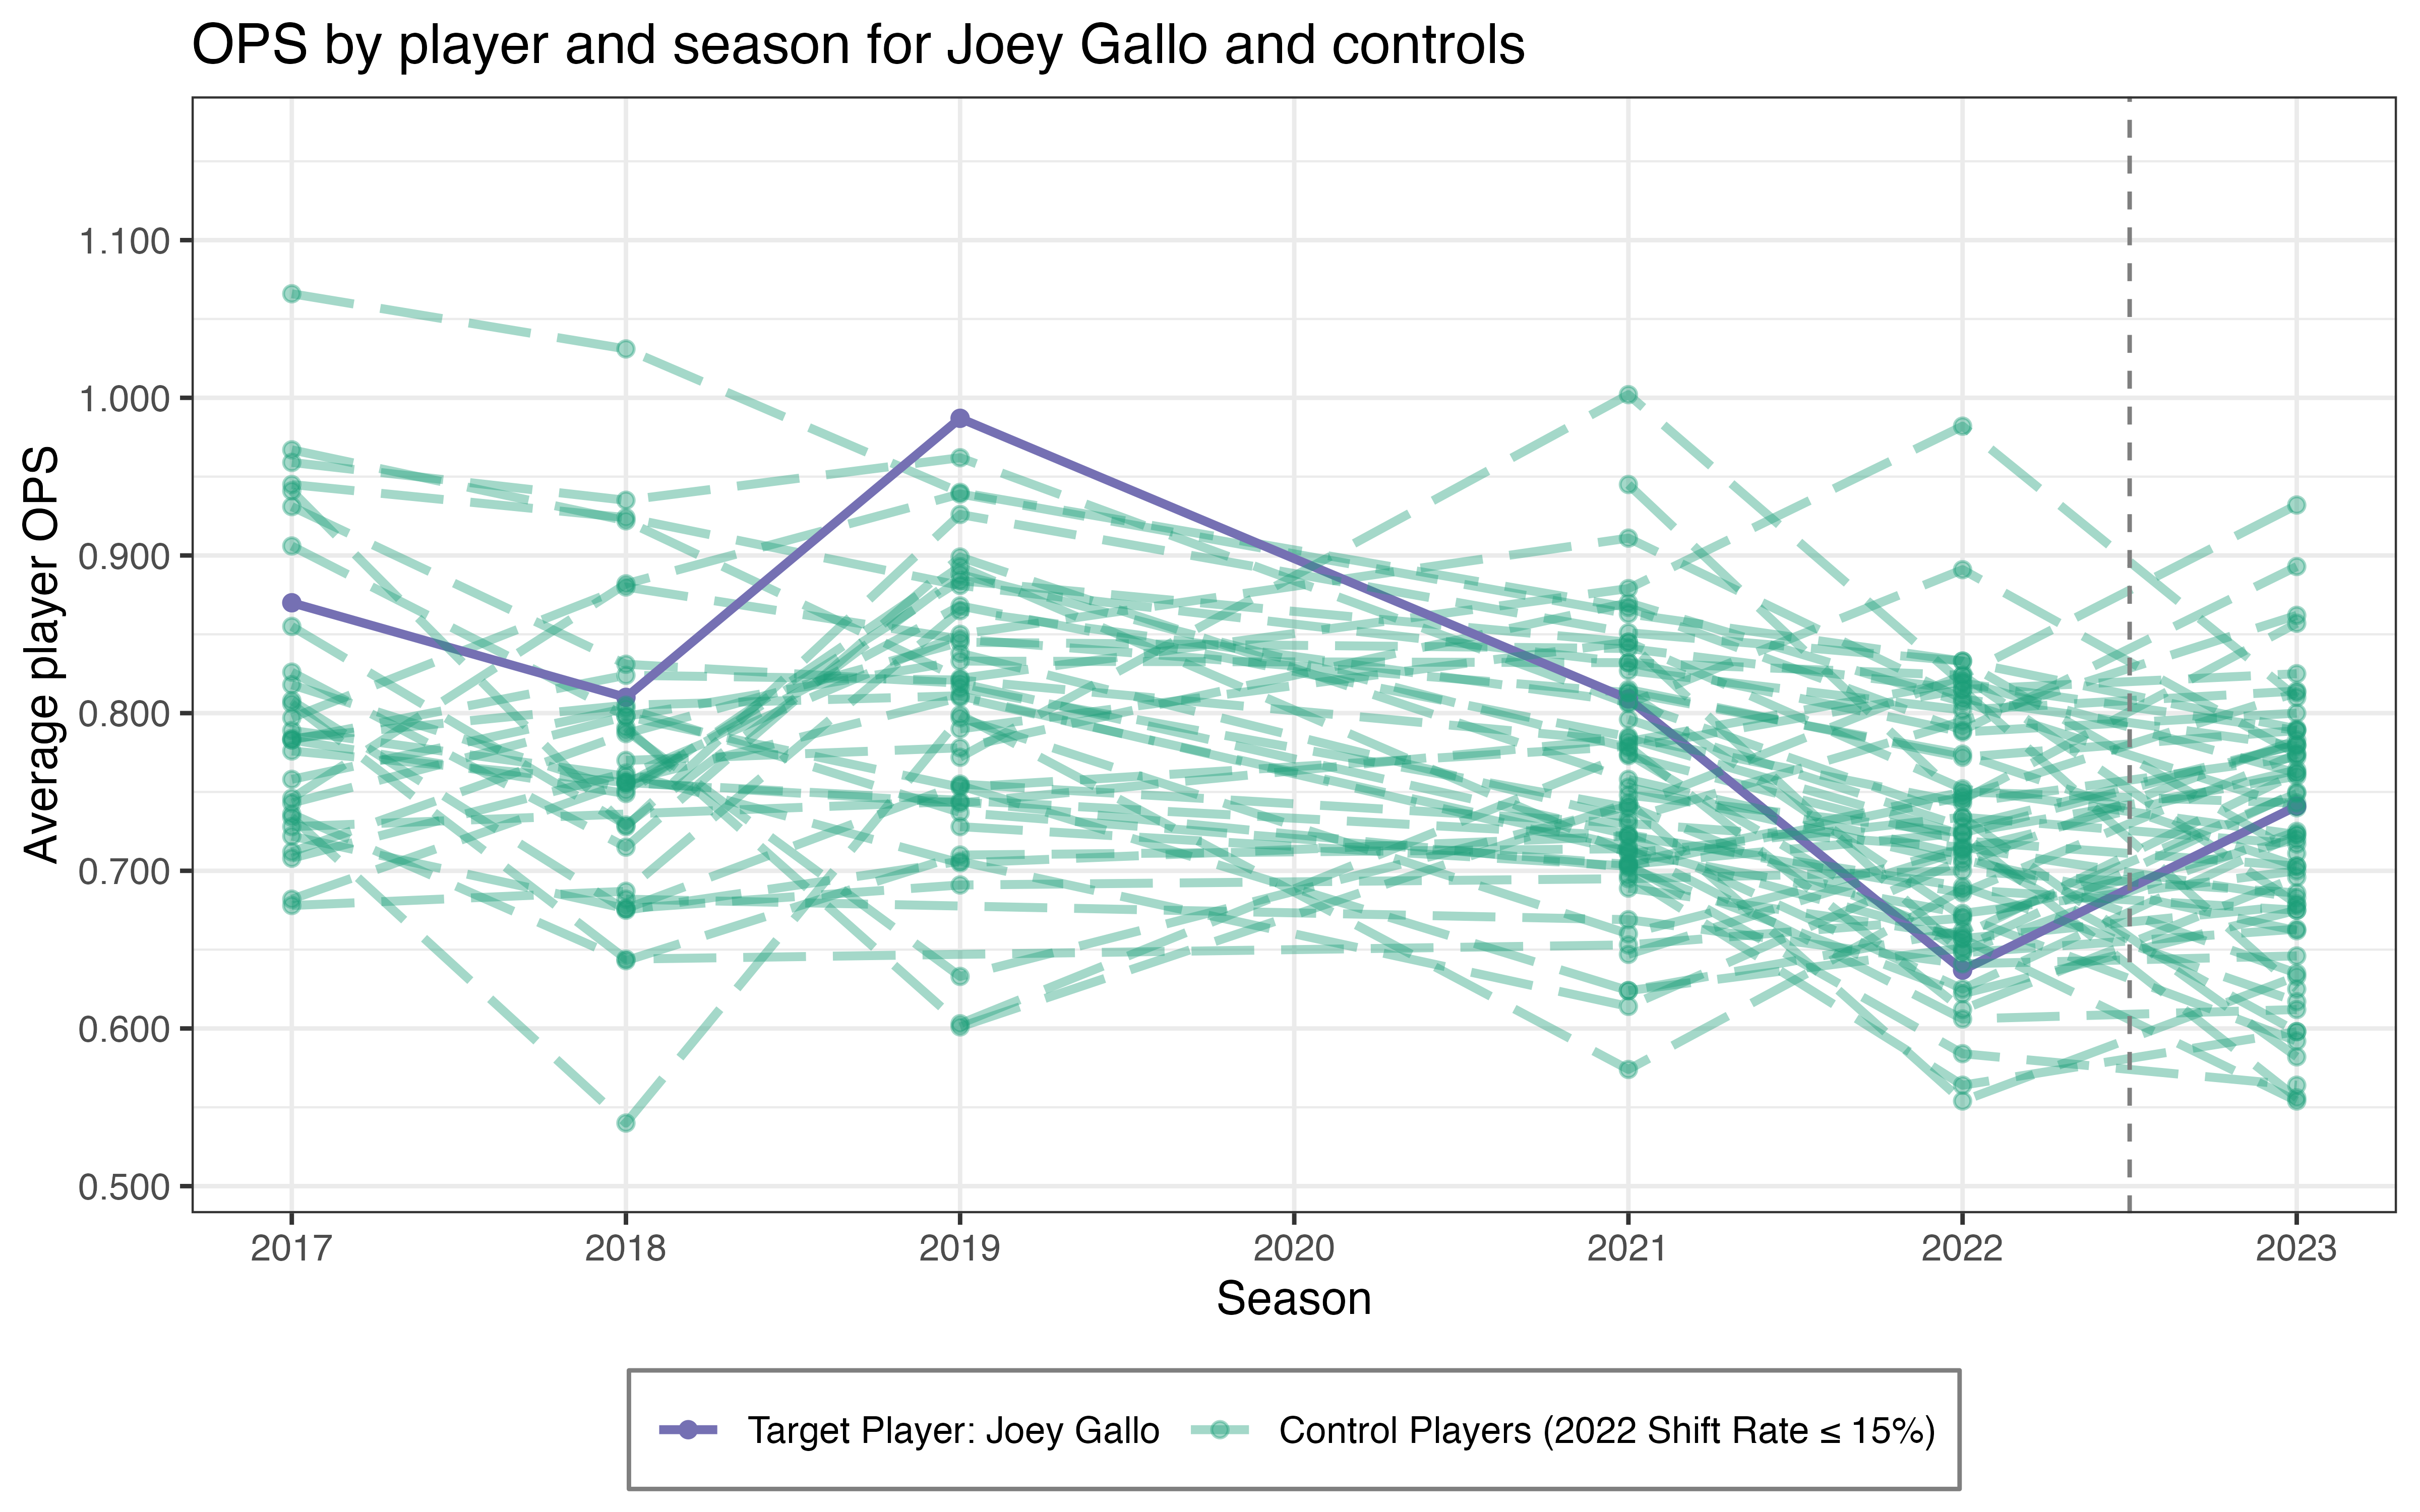 OPS by player and season for Joey Gallo and controls
Average player OPS
1.100
1.000
0.900
0.800
0.700
0.600
0.500
2017 2018 2019 2020 2021 2022 2023
Season
Target Player: Joey Gallo Control Players (2022 Shift Rate ≤ 15%)